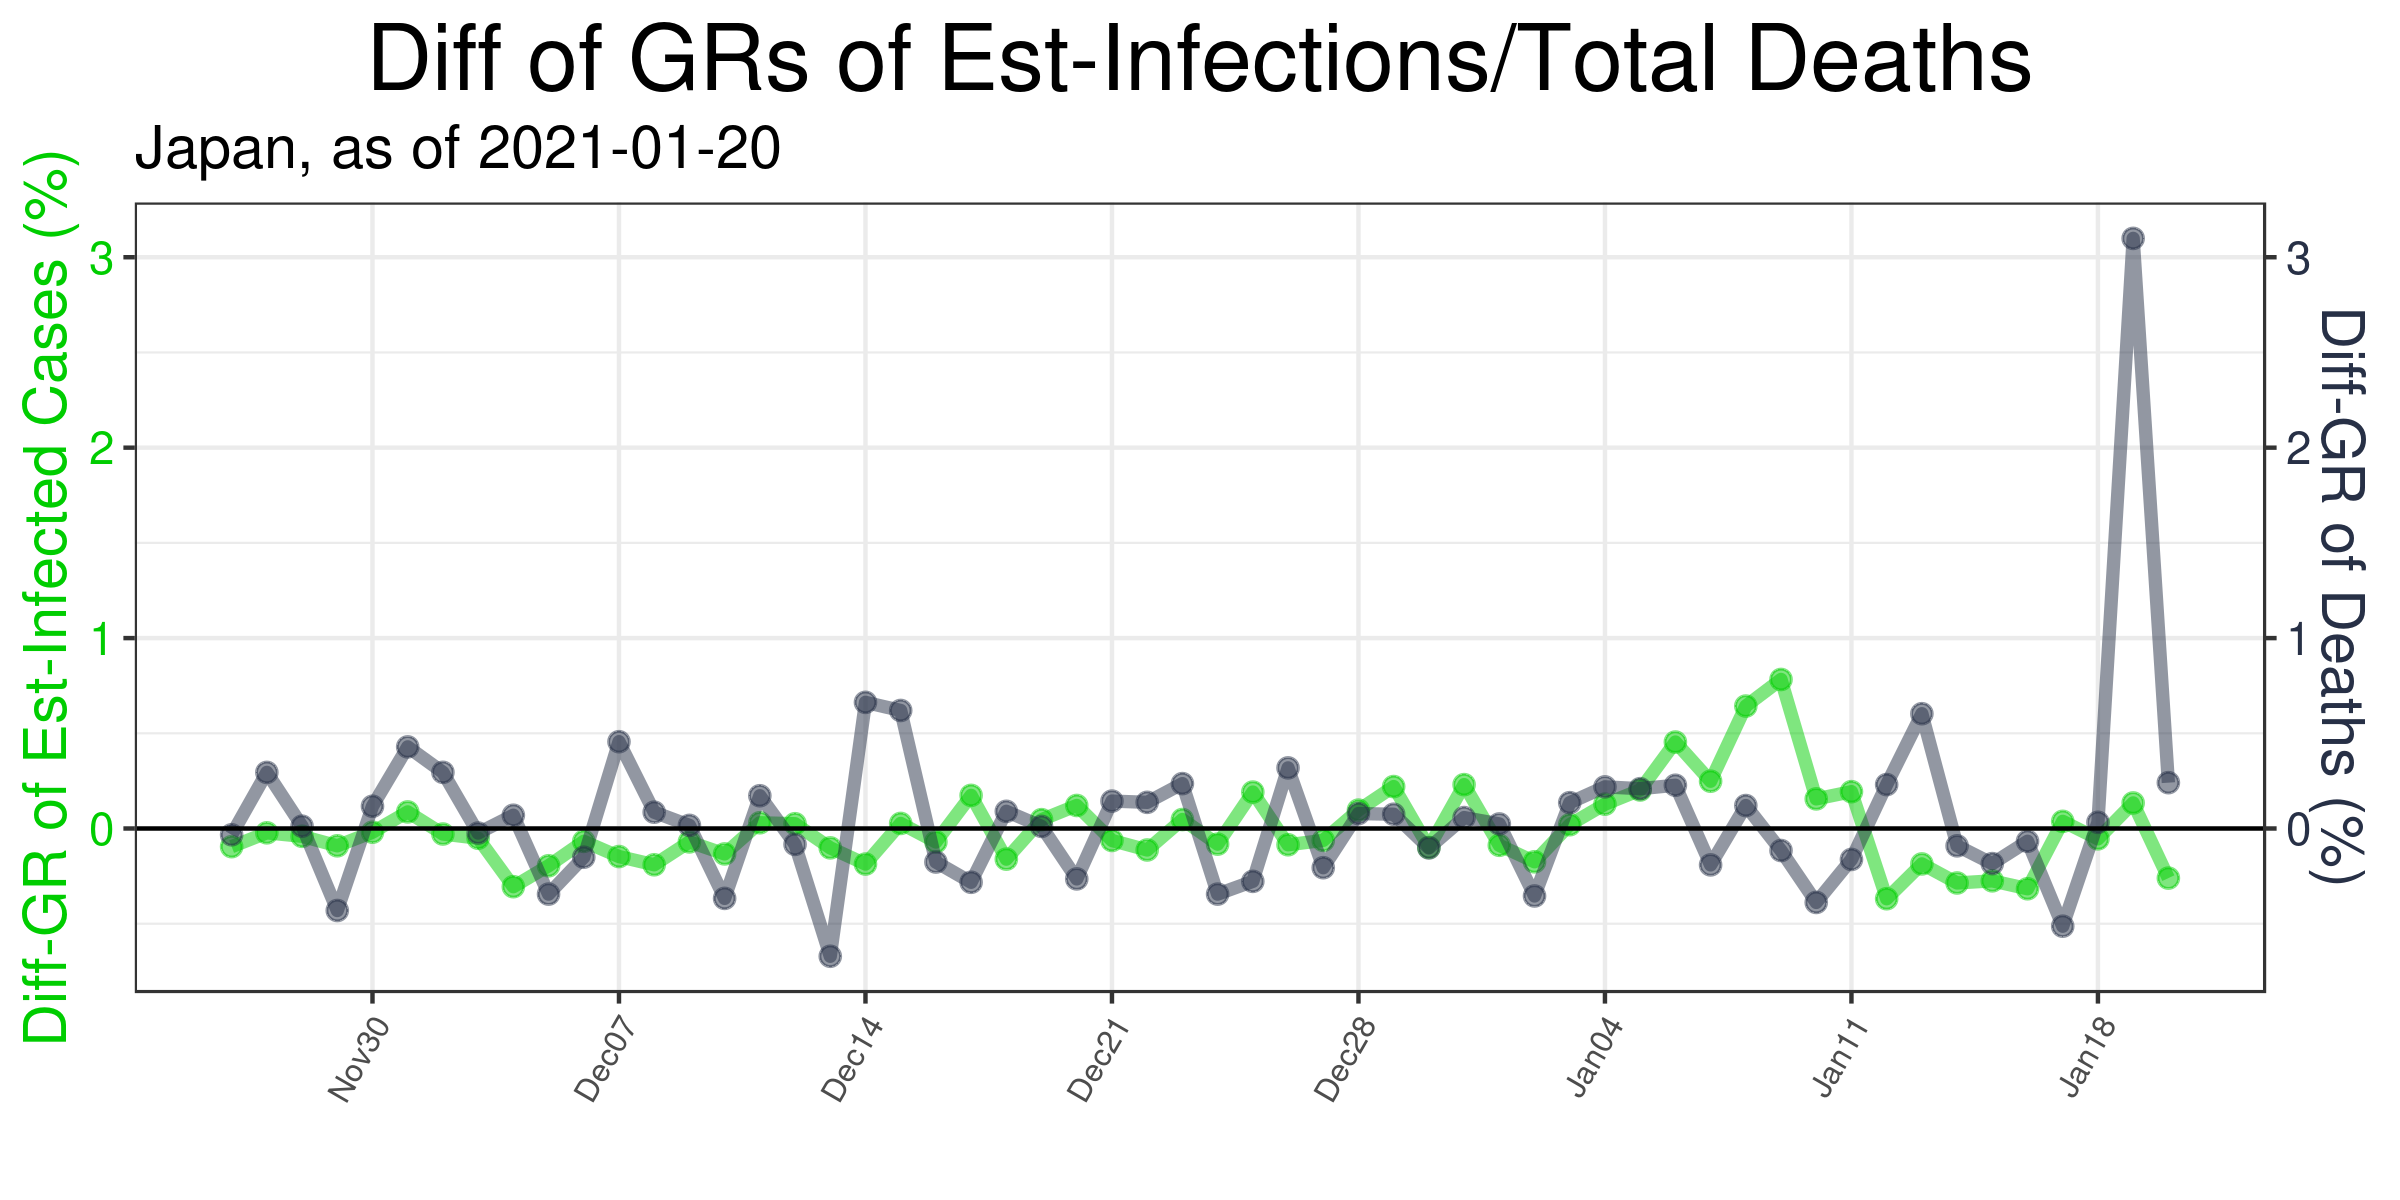 Diff of GRs of Est-Infections/Total Deaths
Japan, as of 2021-01-20
Diff-GR of Est-Infected Cases (%)
3
2
1
0
3
2
1
0
Diff-GR of Deaths (%)
Nov30
Dec07
Dec14
Dec21
Dec28
Jan04
Jan11
Jan18